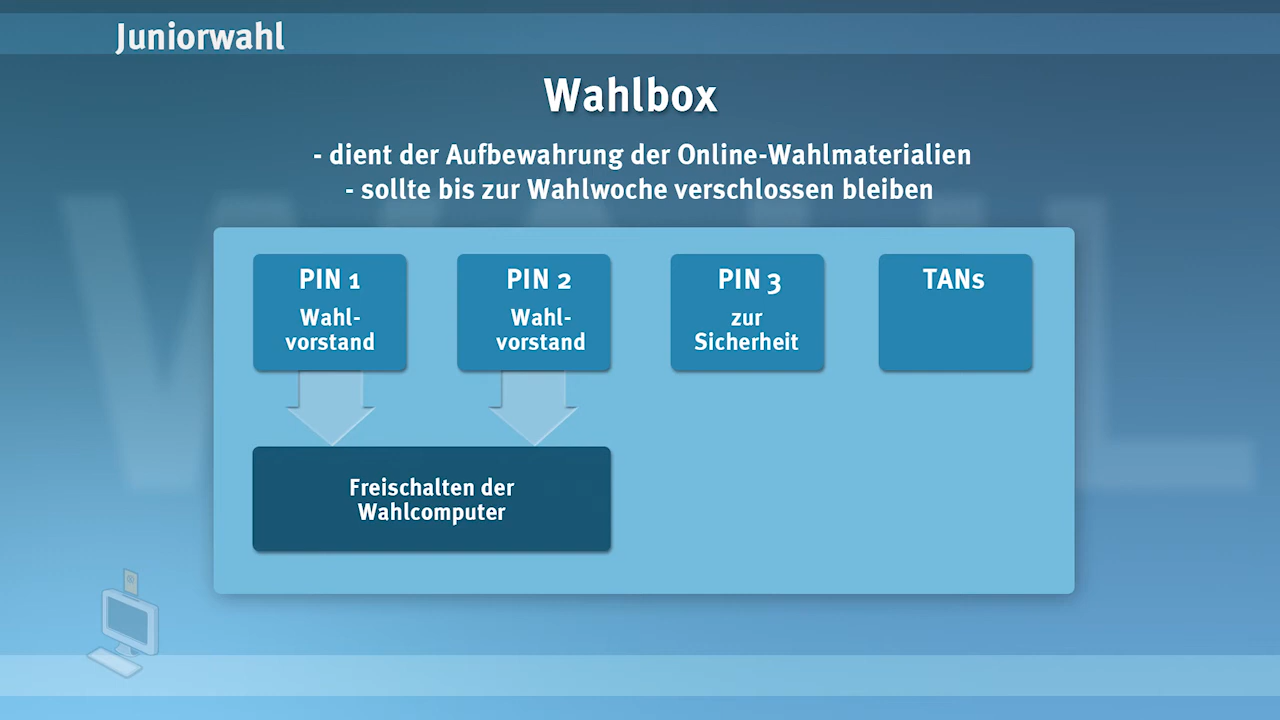 Juniorwahl
Wahlbox
- dient der Aufbewahrung der Online-Wahlmaterialien
- sollte bis zur Wahlwoche verschlossen bleiben
PIN 1
Wahl-
vorstand
PIN 2
Wahl-
vorstand
PIN 3
zur
Sicherheit
TANs
Freischalten der
Wahlcomputer
WAHL